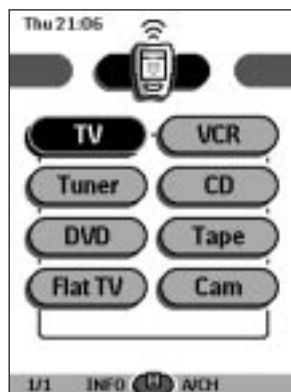 Thu 21:06
TV VCR
Tuner CD
DVD Tape
Flat TV Cam
1/1 INFO A/CH